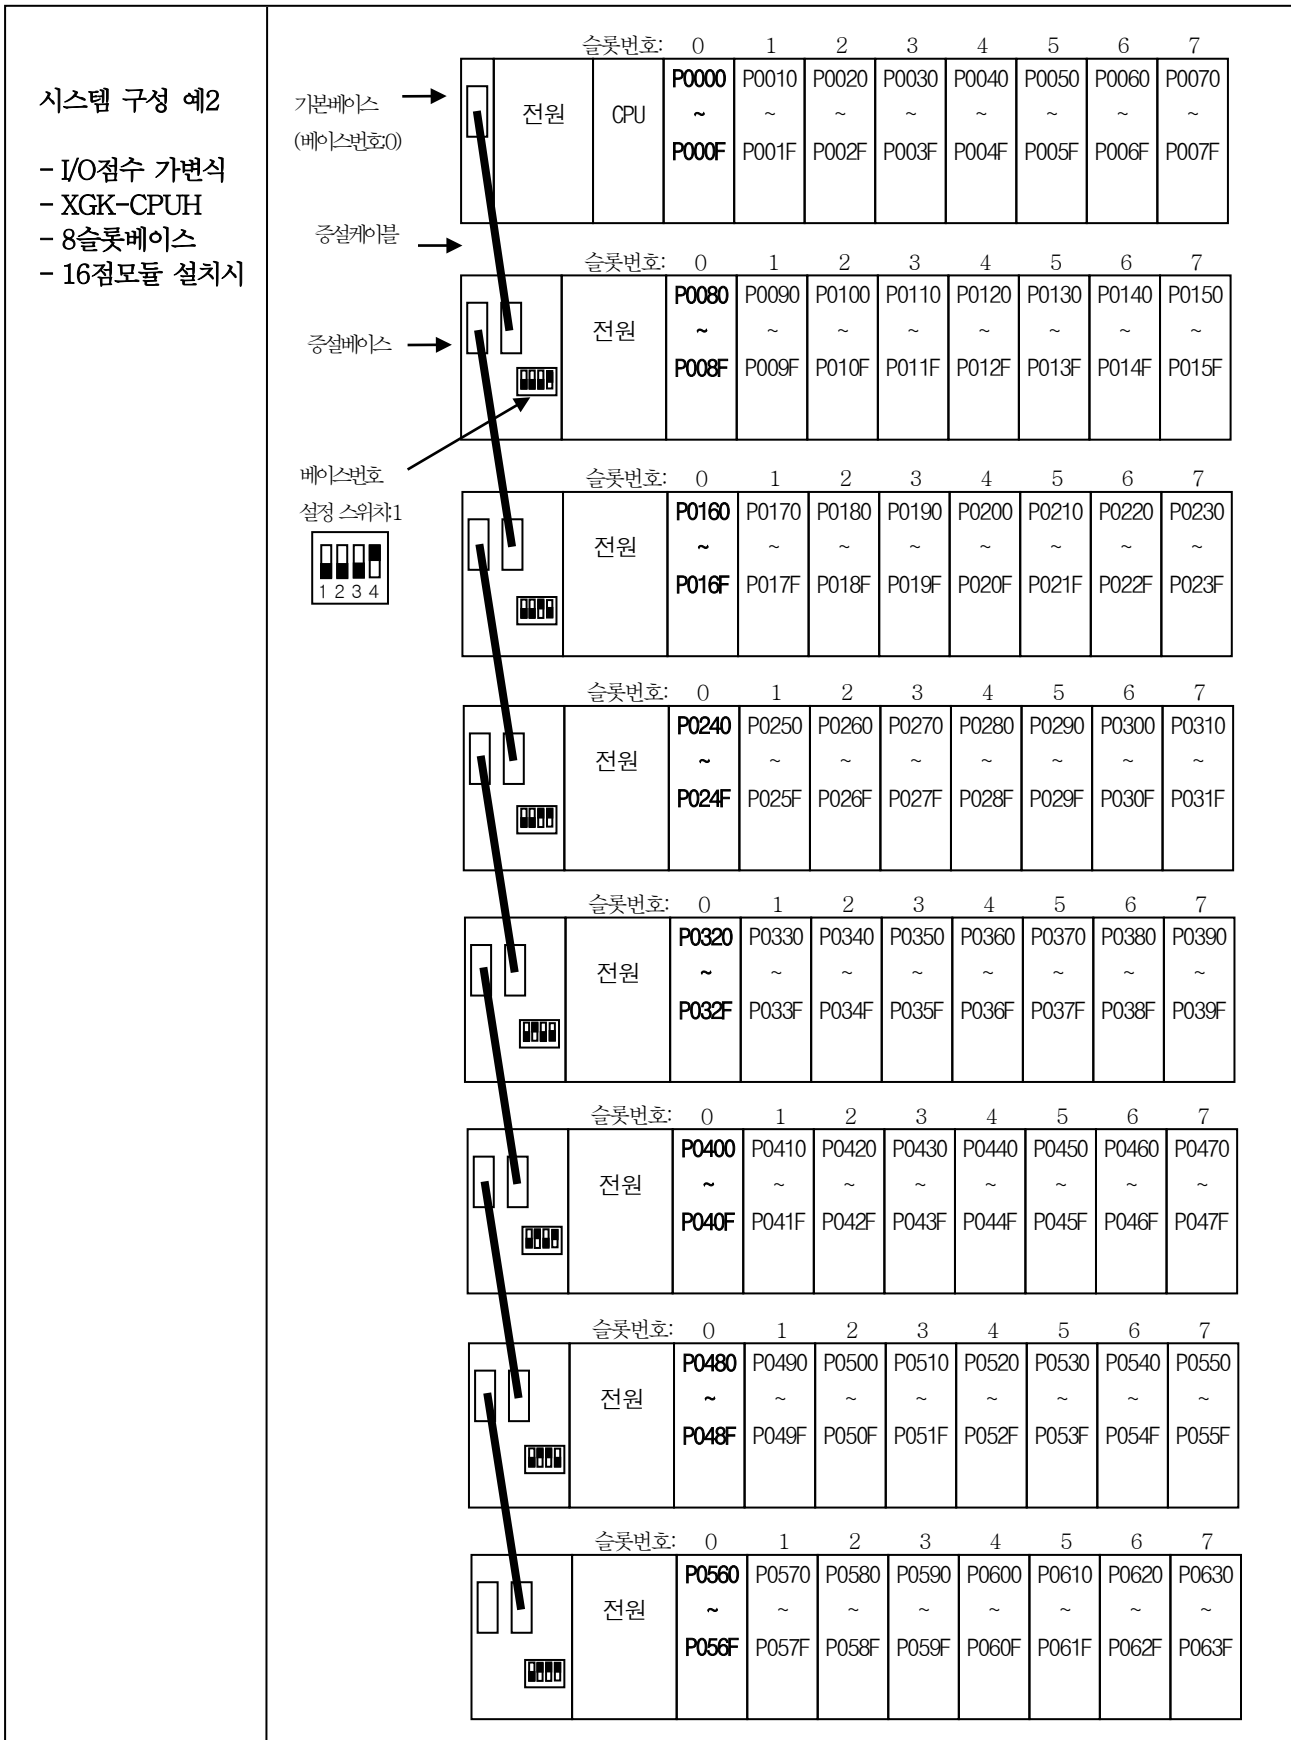 시스템 구성 예2
- I/O점수 가변식
- XGK-CPUH
- 8슬롯베이스
- 16점모듈 설치시
슬롯번호: 0 1 2 3 4 5 6 7
기본베이스
(베이스번호:0)
전원 CPU
P0000 P0010 P0020 P0030 P0040 P0050 P0060 P0070
~ ~ ~ ~ ~ ~ ~ ~
P000F P001F P002F P003F P004F P005F P006F P007F
증설케이블
슬롯번호: 0 1 2 3 4 5 6 7
증설베이스
전원
P0080 P0090 P0100 P0110 P0120 P0130 P0140 P0150
~ ~ ~ ~ ~ ~ ~ ~
P008F P009F P010F P011F P012F P013F P014F P015F
베이스번호
설정 스위치:1
1 2 3 4
슬롯번호: 0 1 2 3 4 5 6 7
전원
P0160 P0170 P0180 P0190 P0200 P0210 P0220 P0230
~ ~ ~ ~ ~ ~ ~ ~
P016F P017F P018F P019F P020F P021F P022F P023F
슬롯번호: 0 1 2 3 4 5 6 7
전원
P0240 P0250 P0260 P0270 P0280 P0290 P0300 P0310
~ ~ ~ ~ ~ ~ ~ ~
P024F P025F P026F P027F P028F P029F P030F P031F
슬롯번호: 0 1 2 3 4 5 6 7
전원
P0320 P0330 P0340 P0350 P0360 P0370 P0380 P0390
~ ~ ~ ~ ~ ~ ~ ~
P032F P033F P034F P035F P036F P037F P038F P039F
슬롯번호: 0 1 2 3 4 5 6 7
전원
P0400 P0410 P0420 P0430 P0440 P0450 P0460 P0470
~ ~ ~ ~ ~ ~ ~ ~
P040F P041F P042F P043F P044F P045F P046F P047F
슬롯번호: 0 1 2 3 4 5 6 7
전원
P0480 P0490 P0500 P0510 P0520 P0530 P0540 P0550
~ ~ ~ ~ ~ ~ ~ ~
P048F P049F P050F P051F P052F P053F P054F P055F
슬롯번호: 0 1 2 3 4 5 6 7
전원
P0560 P0570 P0580 P0590 P0600 P0610 P0620 P0630
~ ~ ~ ~ ~ ~ ~ ~
P056F P057F P058F P059F P060F P061F P062F P063F